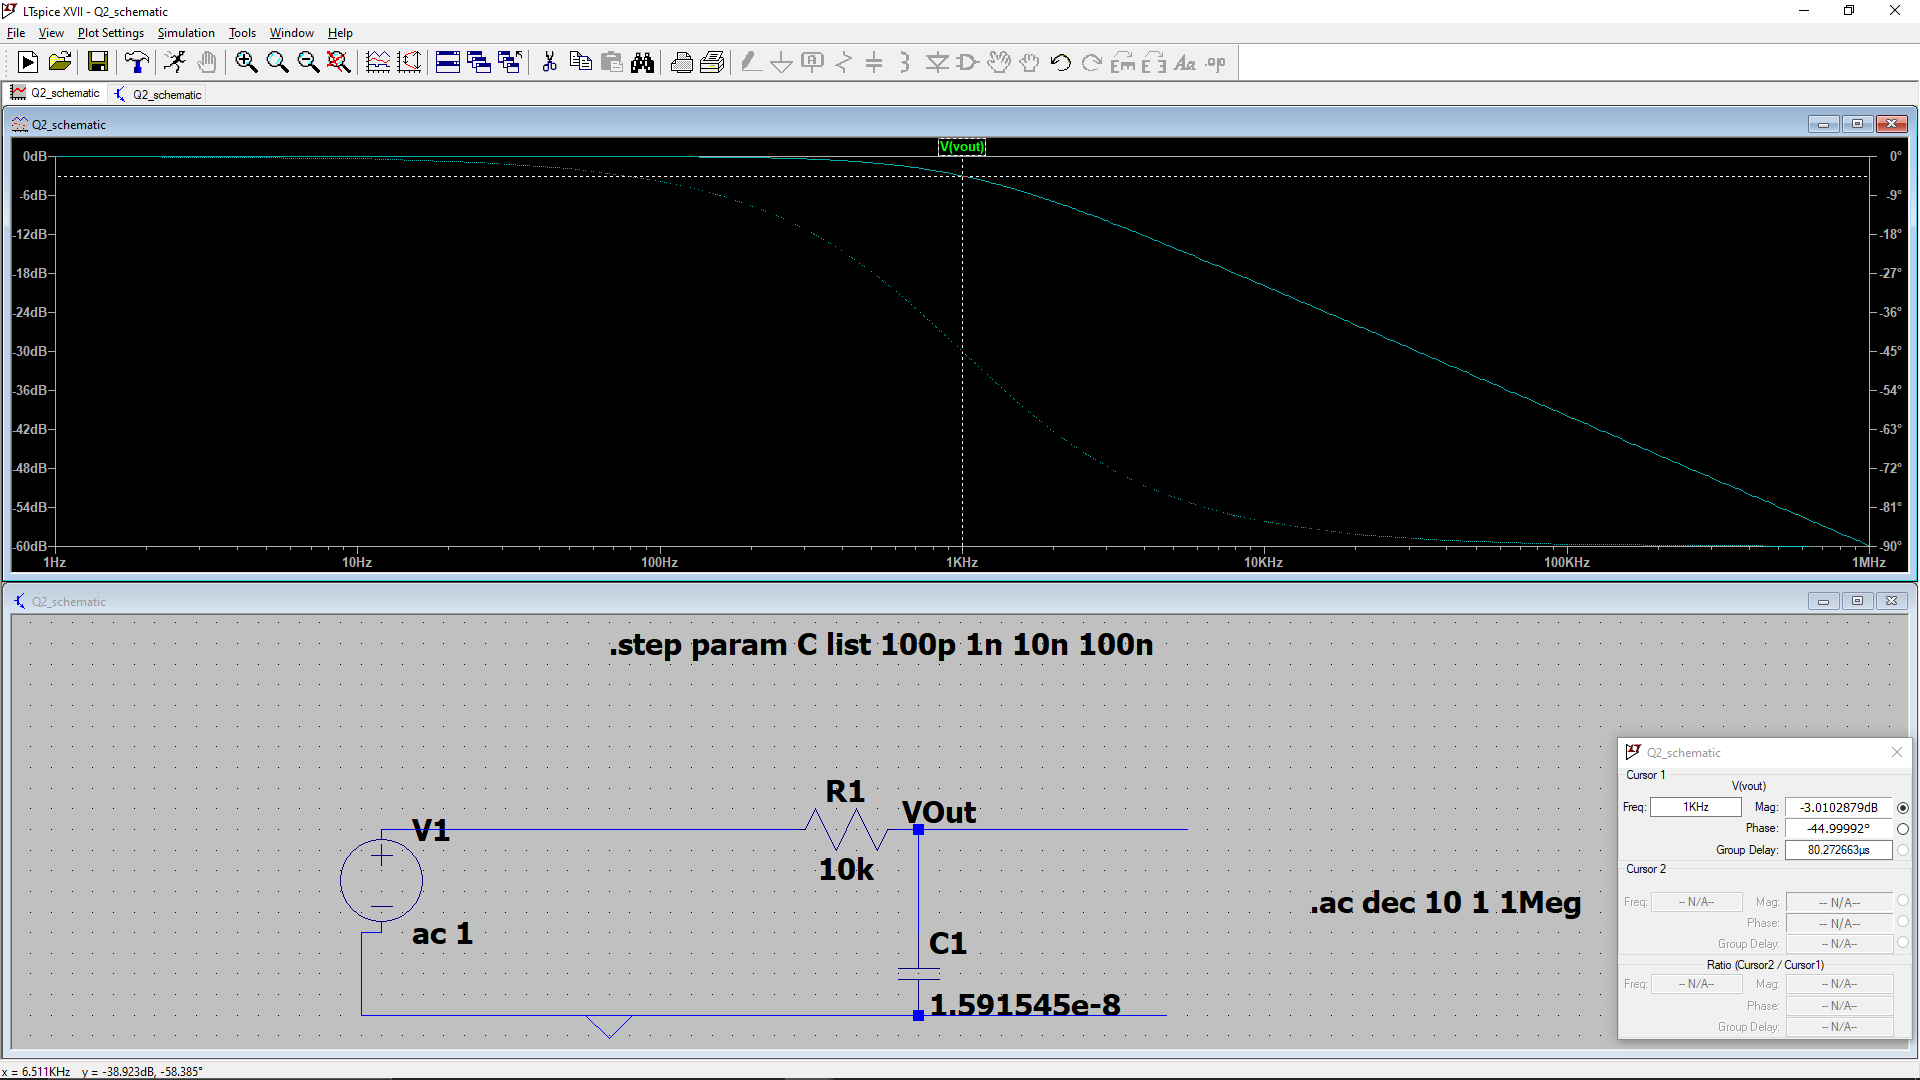 LTspice XVII - Q2_schematic
File View Plot Settings Simulation Tools Window Help
Q2_schematic Q2_schematic
Q2_schematic
V(vout)
0dB 0°
-6dB -9°
-12dB -18°
-18dB -27°
-24dB -36°
-30dB -45°
-36dB -54°
-42dB -63°
-48dB -72°
-54dB -81°
-60dB -90°
1Hz 10Hz 100Hz 1KHz 10KHz 100KHz 1MHz
Q2_schematic
.step param C list 100p 1n 10n 100n
R1
VOut
V1
10k
ac 1
C1
1.591545e-8
.ac dec 10 1 1Meg
Q2_schematic
Cursor 1
V(vout)
Freq: 1KHz Mag: -3.0102879dB
Phase: -44.99992°
Group Delay: 80.272663µs
Cursor 2
Freq: -- N/A-- Mag: -- N/A--
Phase: -- N/A--
Group Delay: -- N/A--
Ratio (Cursor2 / Cursor1)
Freq: -- N/A-- Mag: -- N/A--
Phase: -- N/A--
Group Delay: -- N/A--
x = 6.511KHz y = -38.923dB, -58.385°